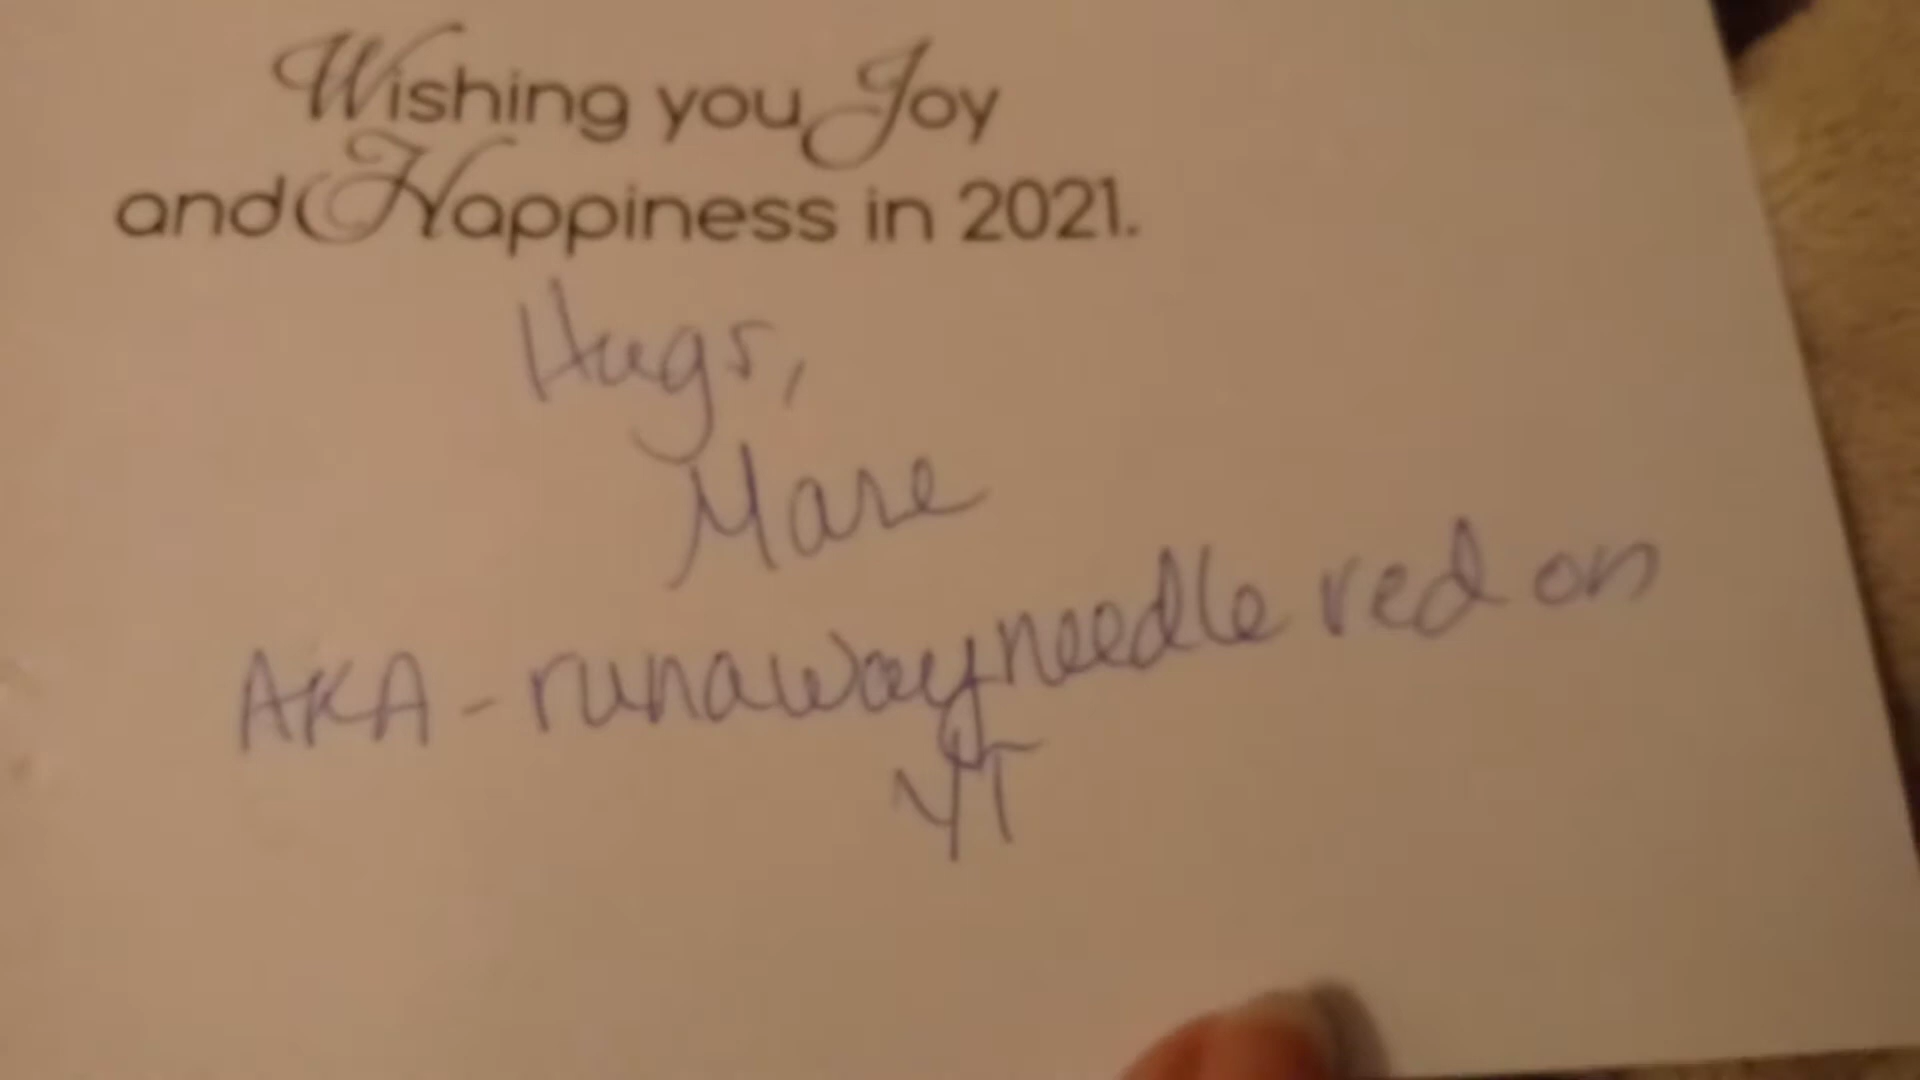 Wishing you Joy
and Happiness in 2021.
Hugs,
Mare
AKA - runawayneedle red on
YT